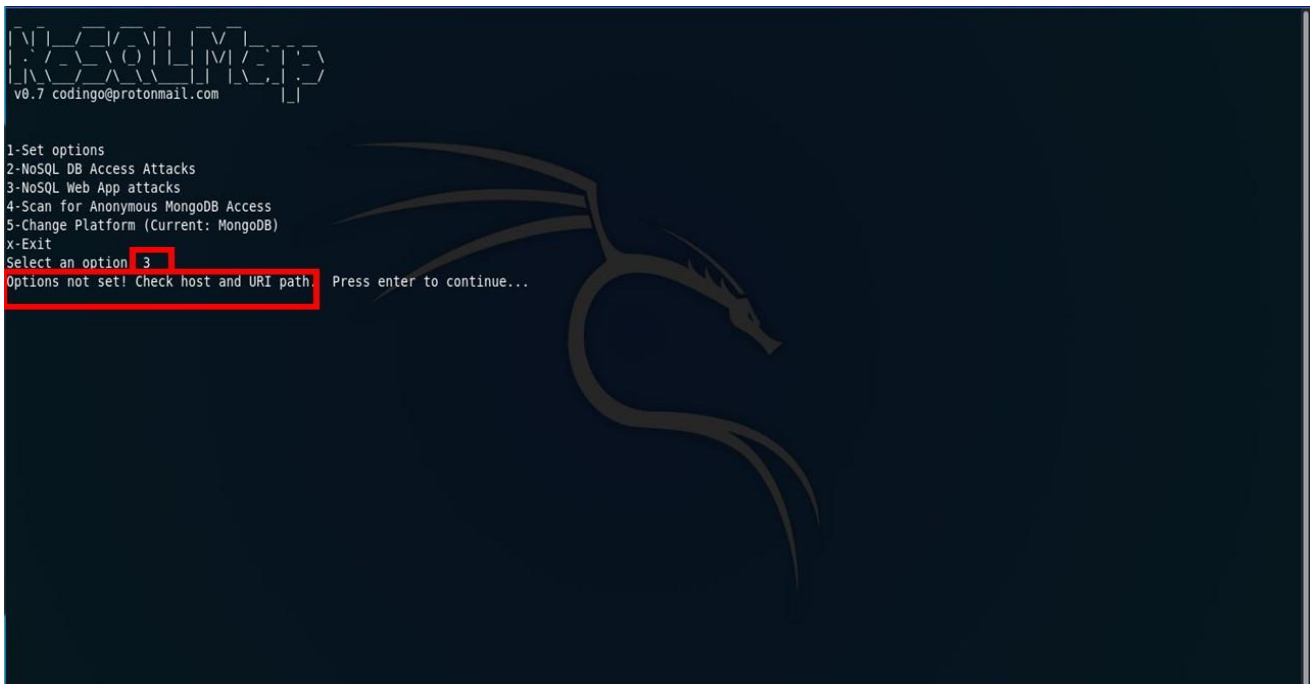 NoSQLMap
v0.7 codingo@protonmail.com
1-Set options
2-NoSQL DB Access Attacks
3-NoSQL Web App attacks
4-Scan for Anonymous MongoDB Access
5-Change Platform (Current: MongoDB)
x-Exit
Select an option 3
Options not set! Check host and URI path. Press enter to continue...